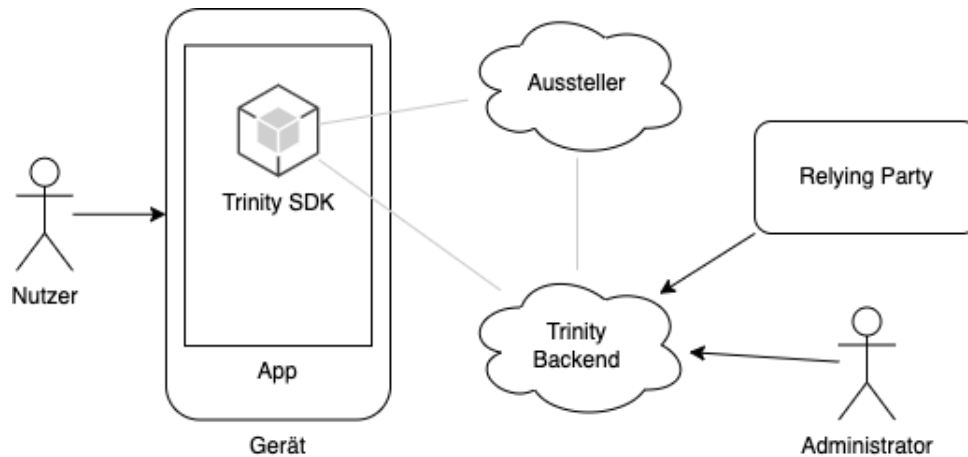 Aussteller
Relying Party
Trinity SDK
Nutzer
Trinity
Backend
App
Gerät
Administrator